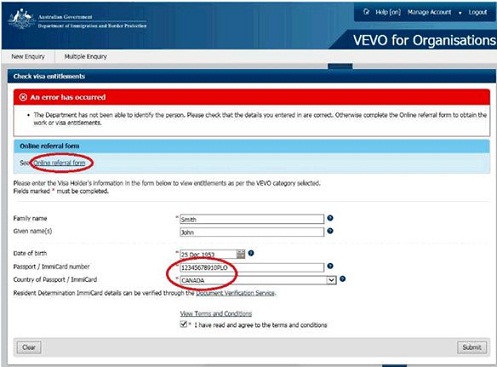 Australian Government
Department of Immigration and Border Protection
Help [on] Manage Account Logout
VEVO for Organisations
New Enquiry Multiple Enquiry
Check visa entitlements
An error has occurred
• The Department has not been able to identify the person. Please check that the details you entered in are correct. Otherwise complete the Online referral form to obtain the
work or visa entitlements.
Online referral form
See Online referral form
Please enter the Visa Holder's information in the form below to view entitlements as per the VEVO category selected.
Fields marked * must be completed.
Family name * Smith
Given name(s) John
Date of birth * 25 Dec 1953
Passport / ImmiCard number * 12345678910PLO
Country of Passport / ImmiCard * CANADA
Resident Determination ImmiCard details can be verified through the Document Verification Service.
View Terms and Conditions
* I have read and agree to the terms and conditions
Clear Submit